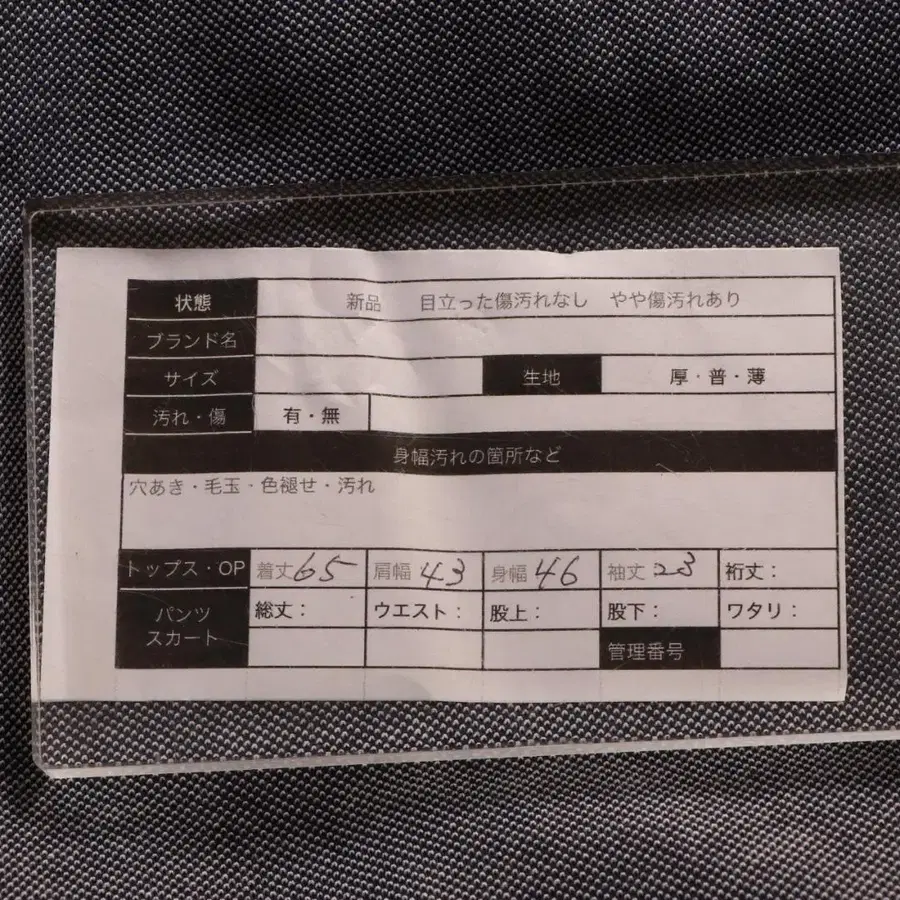 状態 新品 目立った傷汚れなし やや傷汚れあり
ブランド名
サイズ 生地 厚・普・薄
汚れ・傷 有・無
身幅汚れの箇所など
穴あき・毛玉・色褪せ・汚れ
トップス・OP 着丈65 肩幅43 身幅46 袖丈23 裄丈：
パンツ スカート 総丈： ウエスト： 股上： 股下： ワタリ：
管理番号